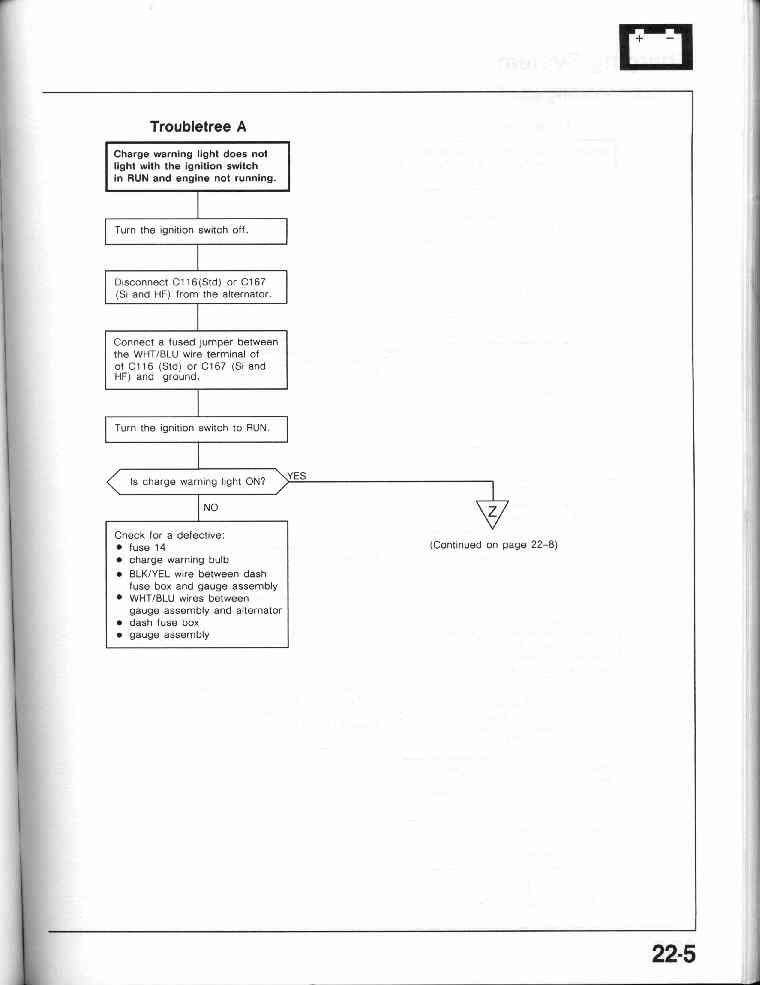 + -
Troubletree A
Charge warning light does not
light with the ignition switch
in RUN and engine not running.
Turn the ignition switch off.
Disconnect C116(Std) or C167
(Si and HF) from the alternator.
Connect a fused jumper between
the WHT/BLU wire terminal of
of C116 (Std) or C167 (Si and
HF) and ground.
Turn the ignition switch to RUN.
Is charge warning light ON?
YES
NO
Z
(Continued on page 22-8)
Check for a defective:
• fuse 14
• charge warning bulb
• BLK/YEL wire between dash
fuse box and gauge assembly
• WHT/BLU wires between
gauge assembly and alternator
• dash fuse box
• gauge assembly
22-5